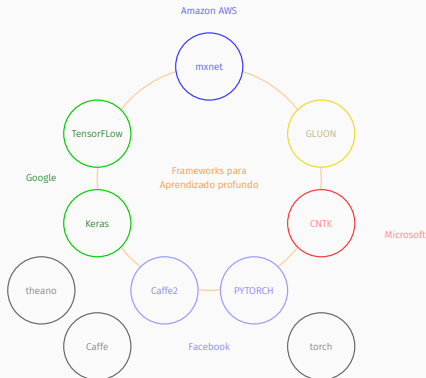 Amazon AWS
mxnet
TensorFLow
GLUON
Frameworks para
Aprendizado profundo
Google
Keras
CNTK
Microsoft
theano
Caffe2
PYTORCH
Caffe
Facebook
torch